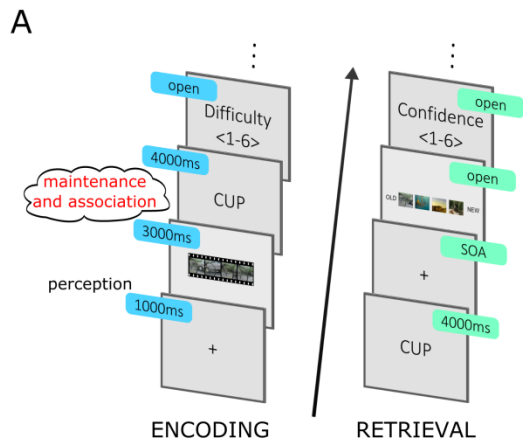 A
open
Difficulty
<1-6>
4000ms
maintenance
and association
CUP
3000ms
perception
1000ms
+
ENCODING
open
Confidence
<1-6>
open
OLD
NEW
SOA
+
4000ms
CUP
RETRIEVAL